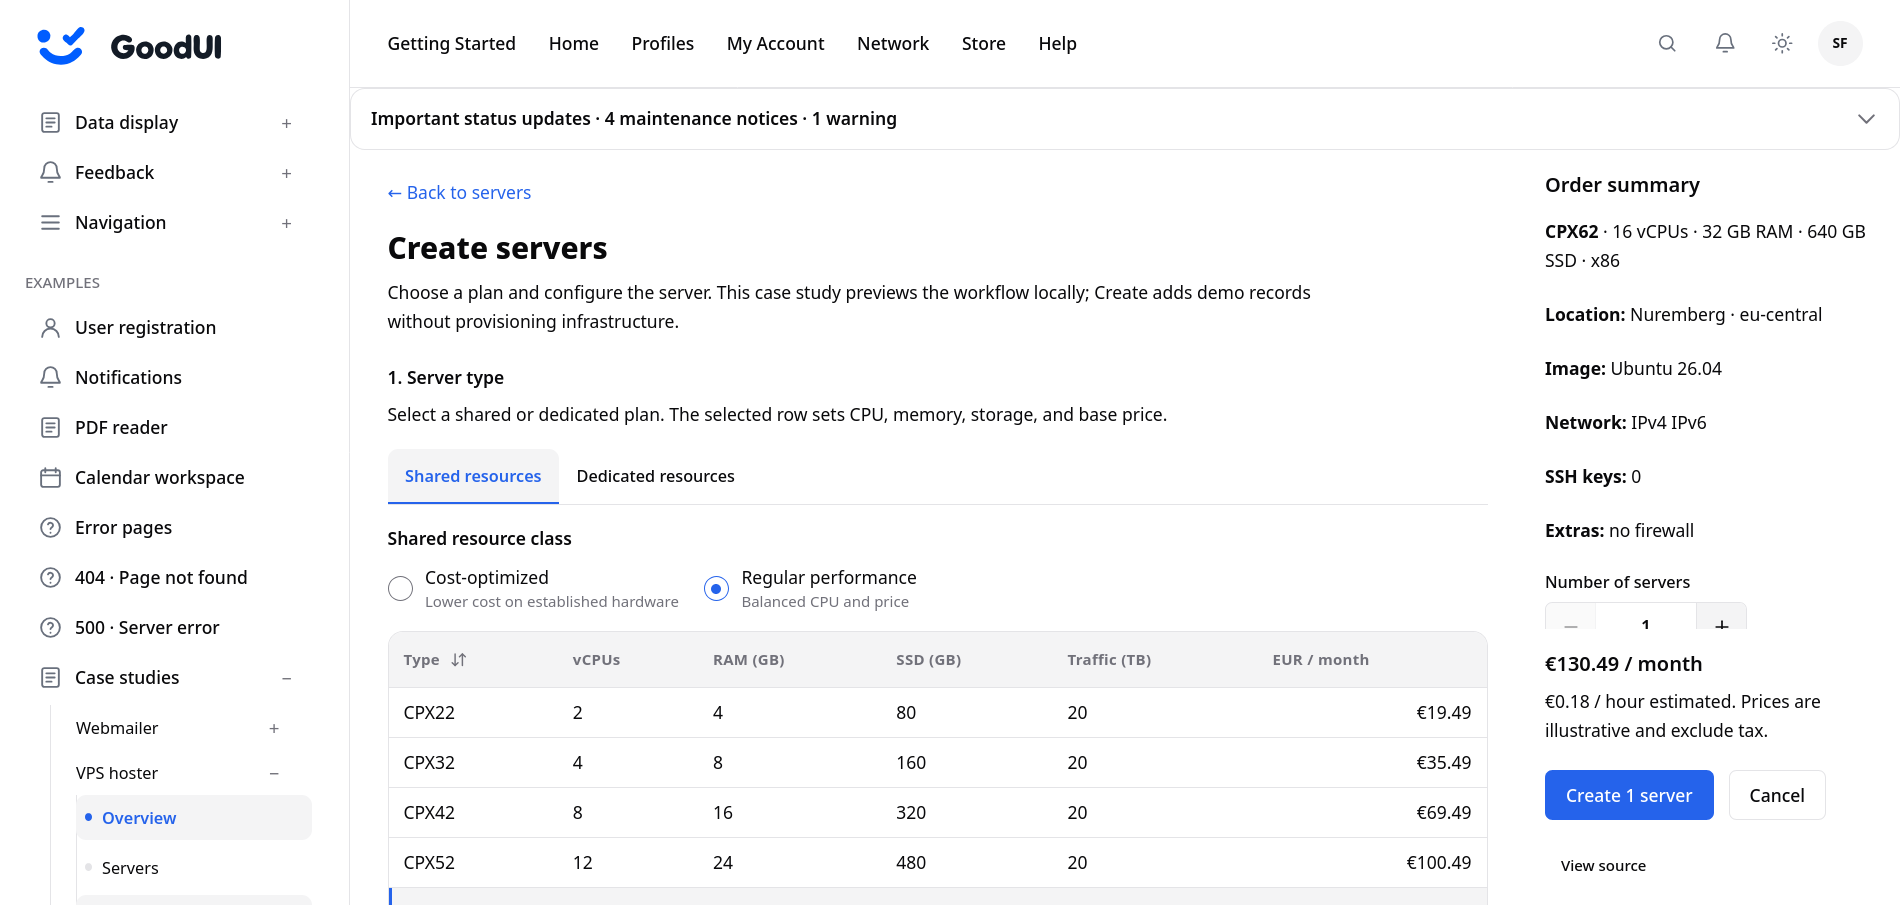 GoodUI
Getting Started Home Profiles My Account Network Store Help
SF
Data display +
Feedback +
Navigation +
EXAMPLES
User registration
Notifications
PDF reader
Calendar workspace
Error pages
404 · Page not found
500 · Server error
Case studies −
Webmailer +
VPS hoster −
Overview
Servers
Important status updates · 4 maintenance notices · 1 warning
← Back to servers
Create servers
Choose a plan and configure the server. This case study previews the workflow locally; Create adds demo records
without provisioning infrastructure.
1. Server type
Select a shared or dedicated plan. The selected row sets CPU, memory, storage, and base price.
Shared resources Dedicated resources
Shared resource class
Cost-optimized
Lower cost on established hardware
Regular performance
Balanced CPU and price
Type vCPUs RAM (GB) SSD (GB) Traffic (TB) EUR / month
CPX22 2 4 80 20 €19.49
CPX32 4 8 160 20 €35.49
CPX42 8 16 320 20 €69.49
CPX52 12 24 480 20 €100.49
Order summary
CPX62 · 16 vCPUs · 32 GB RAM · 640 GB
SSD · x86
Location: Nuremberg · eu-central
Image: Ubuntu 26.04
Network: IPv4 IPv6
SSH keys: 0
Extras: no firewall
Number of servers
− 1 +
€130.49 / month
€0.18 / hour estimated. Prices are
illustrative and exclude tax.
Create 1 server Cancel
View source